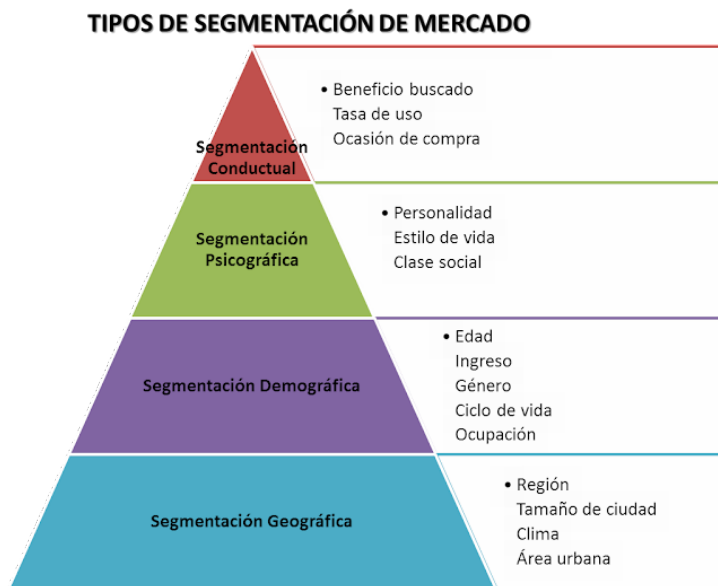 TIPOS DE SEGMENTACIÓN DE MERCADO
Segmentación
Conductual
• Beneficio buscado
Tasa de uso
Ocasión de compra
Segmentación
Psicográfica
• Personalidad
Estilo de vida
Clase social
Segmentación Demográfica
• Edad
Ingreso
Género
Ciclo de vida
Ocupación
Segmentación Geográfica
• Región
Tamaño de ciudad
Clima
Área urbana